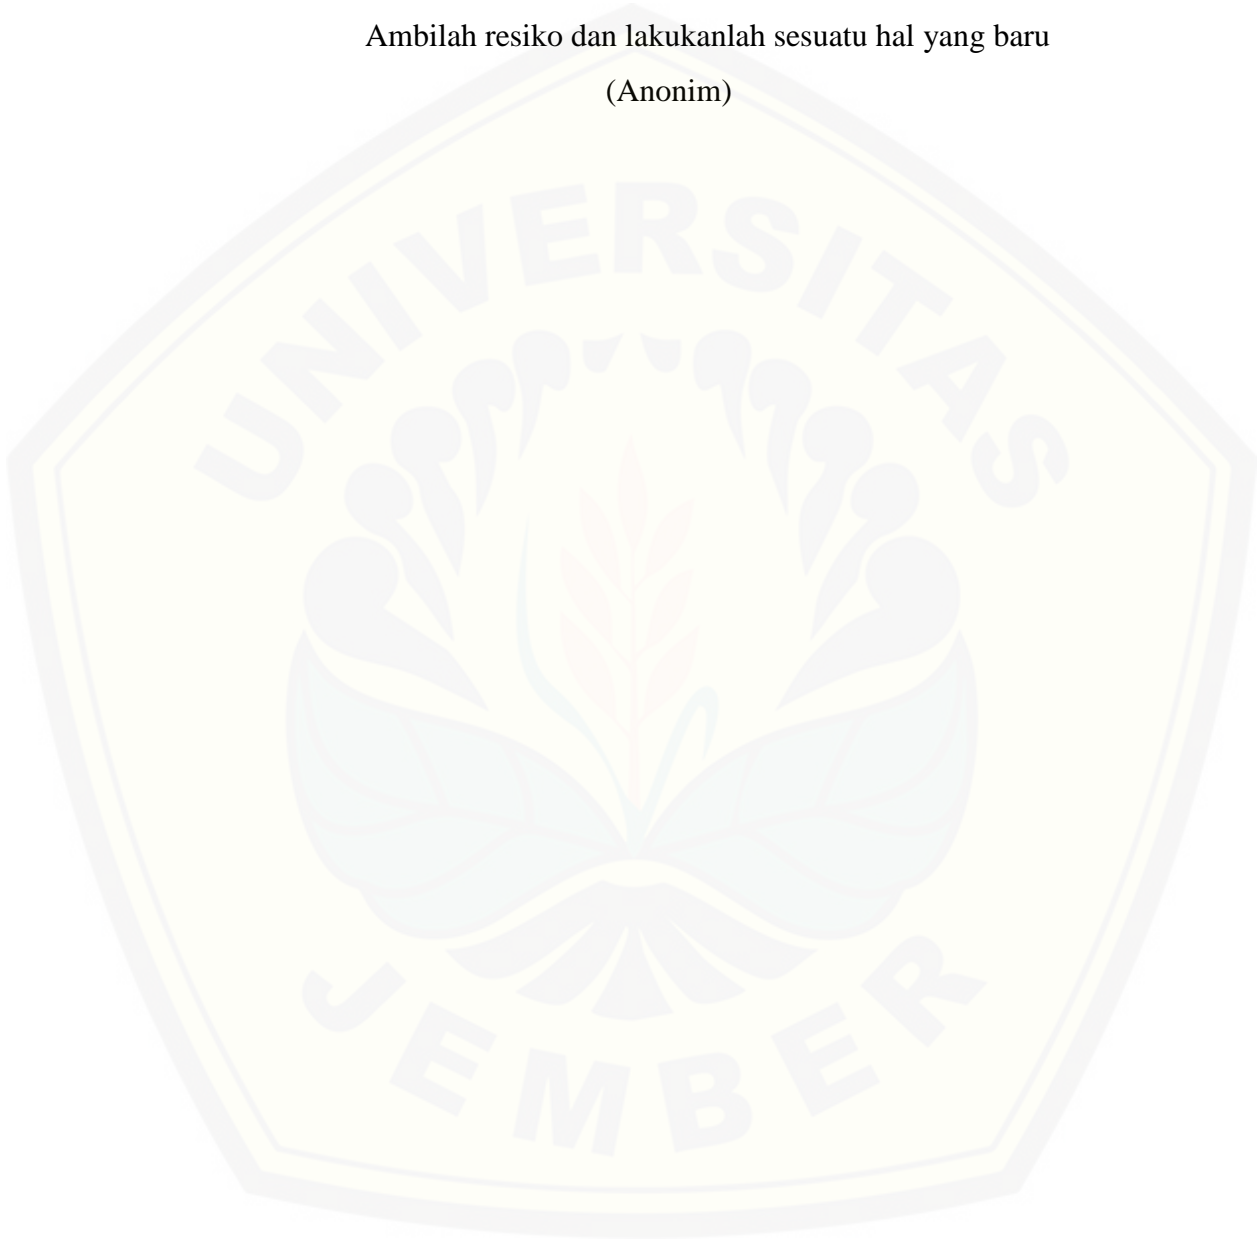 Ambilah resiko dan lakukanlah sesuatu hal yang baru
(Anonim)
UNIVERSITAS
JEMBER